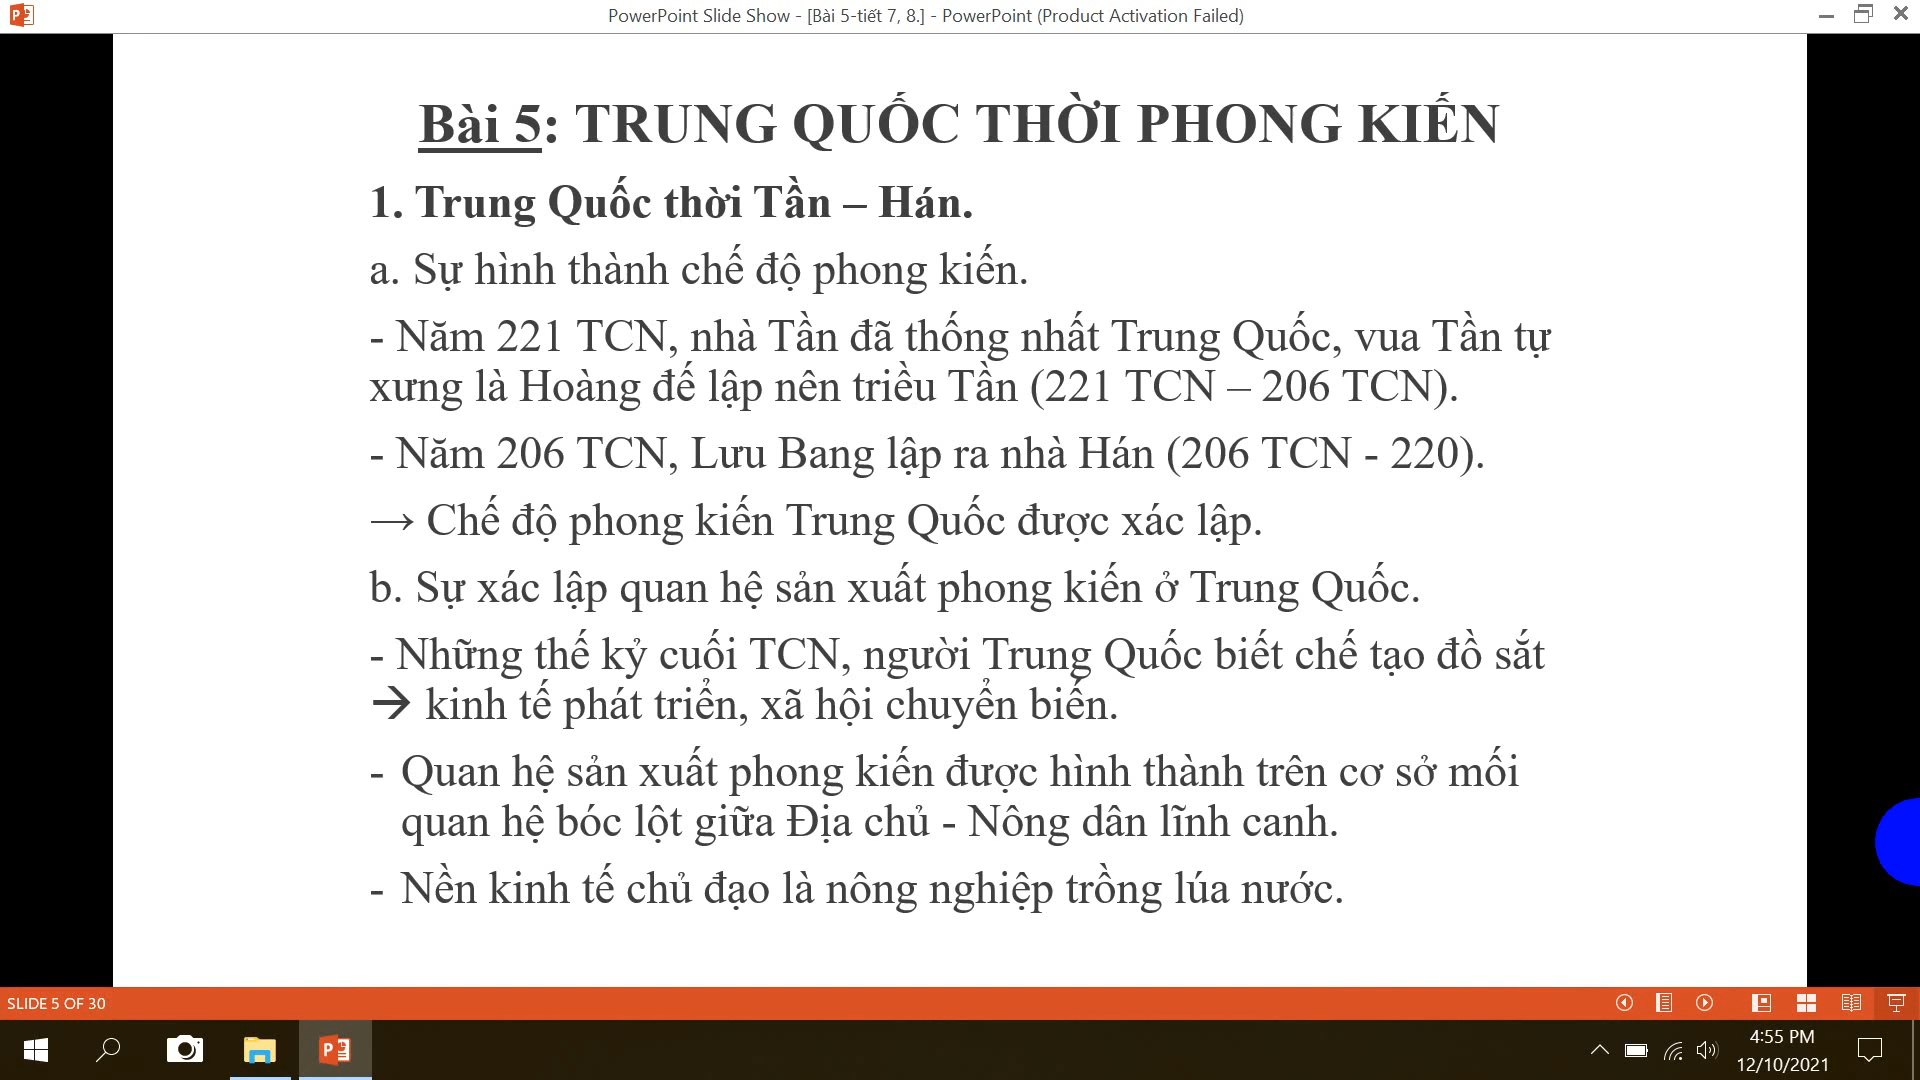 PowerPoint Slide Show - [Bài 5-tiết 7, 8.] - PowerPoint (Product Activation Failed)
Bài 5: TRUNG QUỐC THỜI PHONG KIẾN
1. Trung Quốc thời Tần – Hán.
a. Sự hình thành chế độ phong kiến.
- Năm 221 TCN, nhà Tần đã thống nhất Trung Quốc, vua Tần tự
xưng là Hoàng đế lập nên triều Tần (221 TCN – 206 TCN).
- Năm 206 TCN, Lưu Bang lập ra nhà Hán (206 TCN - 220).
→ Chế độ phong kiến Trung Quốc được xác lập.
b. Sự xác lập quan hệ sản xuất phong kiến ở Trung Quốc.
- Những thế kỷ cuối TCN, người Trung Quốc biết chế tạo đồ sắt
→ kinh tế phát triển, xã hội chuyển biến.
- Quan hệ sản xuất phong kiến được hình thành trên cơ sở mối
quan hệ bóc lột giữa Địa chủ - Nông dân lĩnh canh.
- Nền kinh tế chủ đạo là nông nghiệp trồng lúa nước.
SLIDE 5 OF 30
4:55 PM
12/10/2021